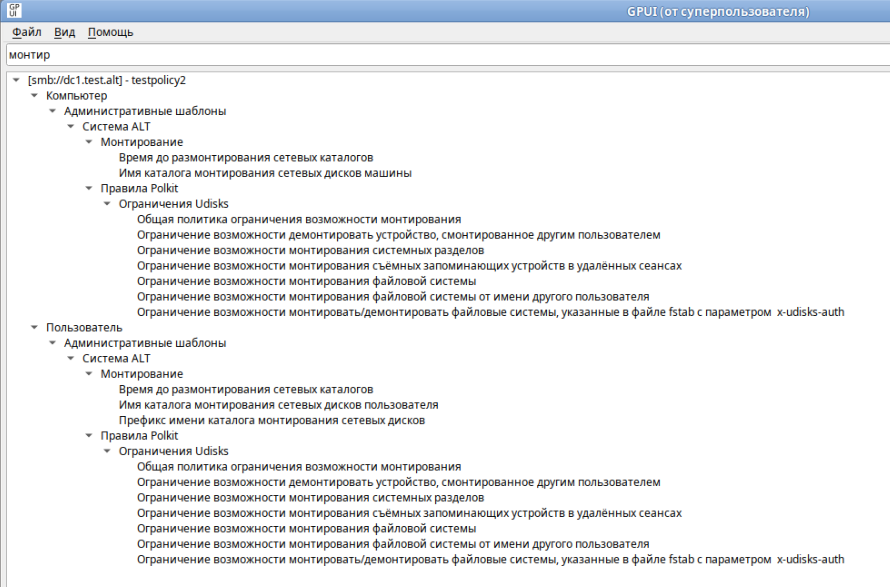 GP UI
GPUI (от суперпользователя)
Файл Вид Помощь
монтир
[smb://dc1.test.alt] - testpolicy2
Компьютер
Административные шаблоны
Система ALT
Монтирование
Время до размонтирования сетевых каталогов
Имя каталога монтирования сетевых дисков машины
Правила Polkit
Ограничения Udisks
Общая политика ограничения возможности монтирования
Ограничение возможности демонтировать устройство, смонтированное другим пользователем
Ограничение возможности монтирования системных разделов
Ограничение возможности монтирования съёмных запоминающих устройств в удалённых сеансах
Ограничение возможности монтирования файловой системы
Ограничение возможности монтирования файловой системы от имени другого пользователя
Ограничение возможности монтировать/демонтировать файловые системы, указанные в файле fstab с параметром x-udisks-auth
Пользователь
Административные шаблоны
Система ALT
Монтирование
Время до размонтирования сетевых каталогов
Имя каталога монтирования сетевых дисков пользователя
Префикс имени каталога монтирования сетевых дисков
Правила Polkit
Ограничения Udisks
Общая политика ограничения возможности монтирования
Ограничение возможности демонтировать устройство, смонтированное другим пользователем
Ограничение возможности монтирования системных разделов
Ограничение возможности монтирования съёмных запоминающих устройств в удалённых сеансах
Ограничение возможности монтирования файловой системы
Ограничение возможности монтирования файловой системы от имени другого пользователя
Ограничение возможности монтировать/демонтировать файловые системы, указанные в файле fstab с параметром x-udisks-auth